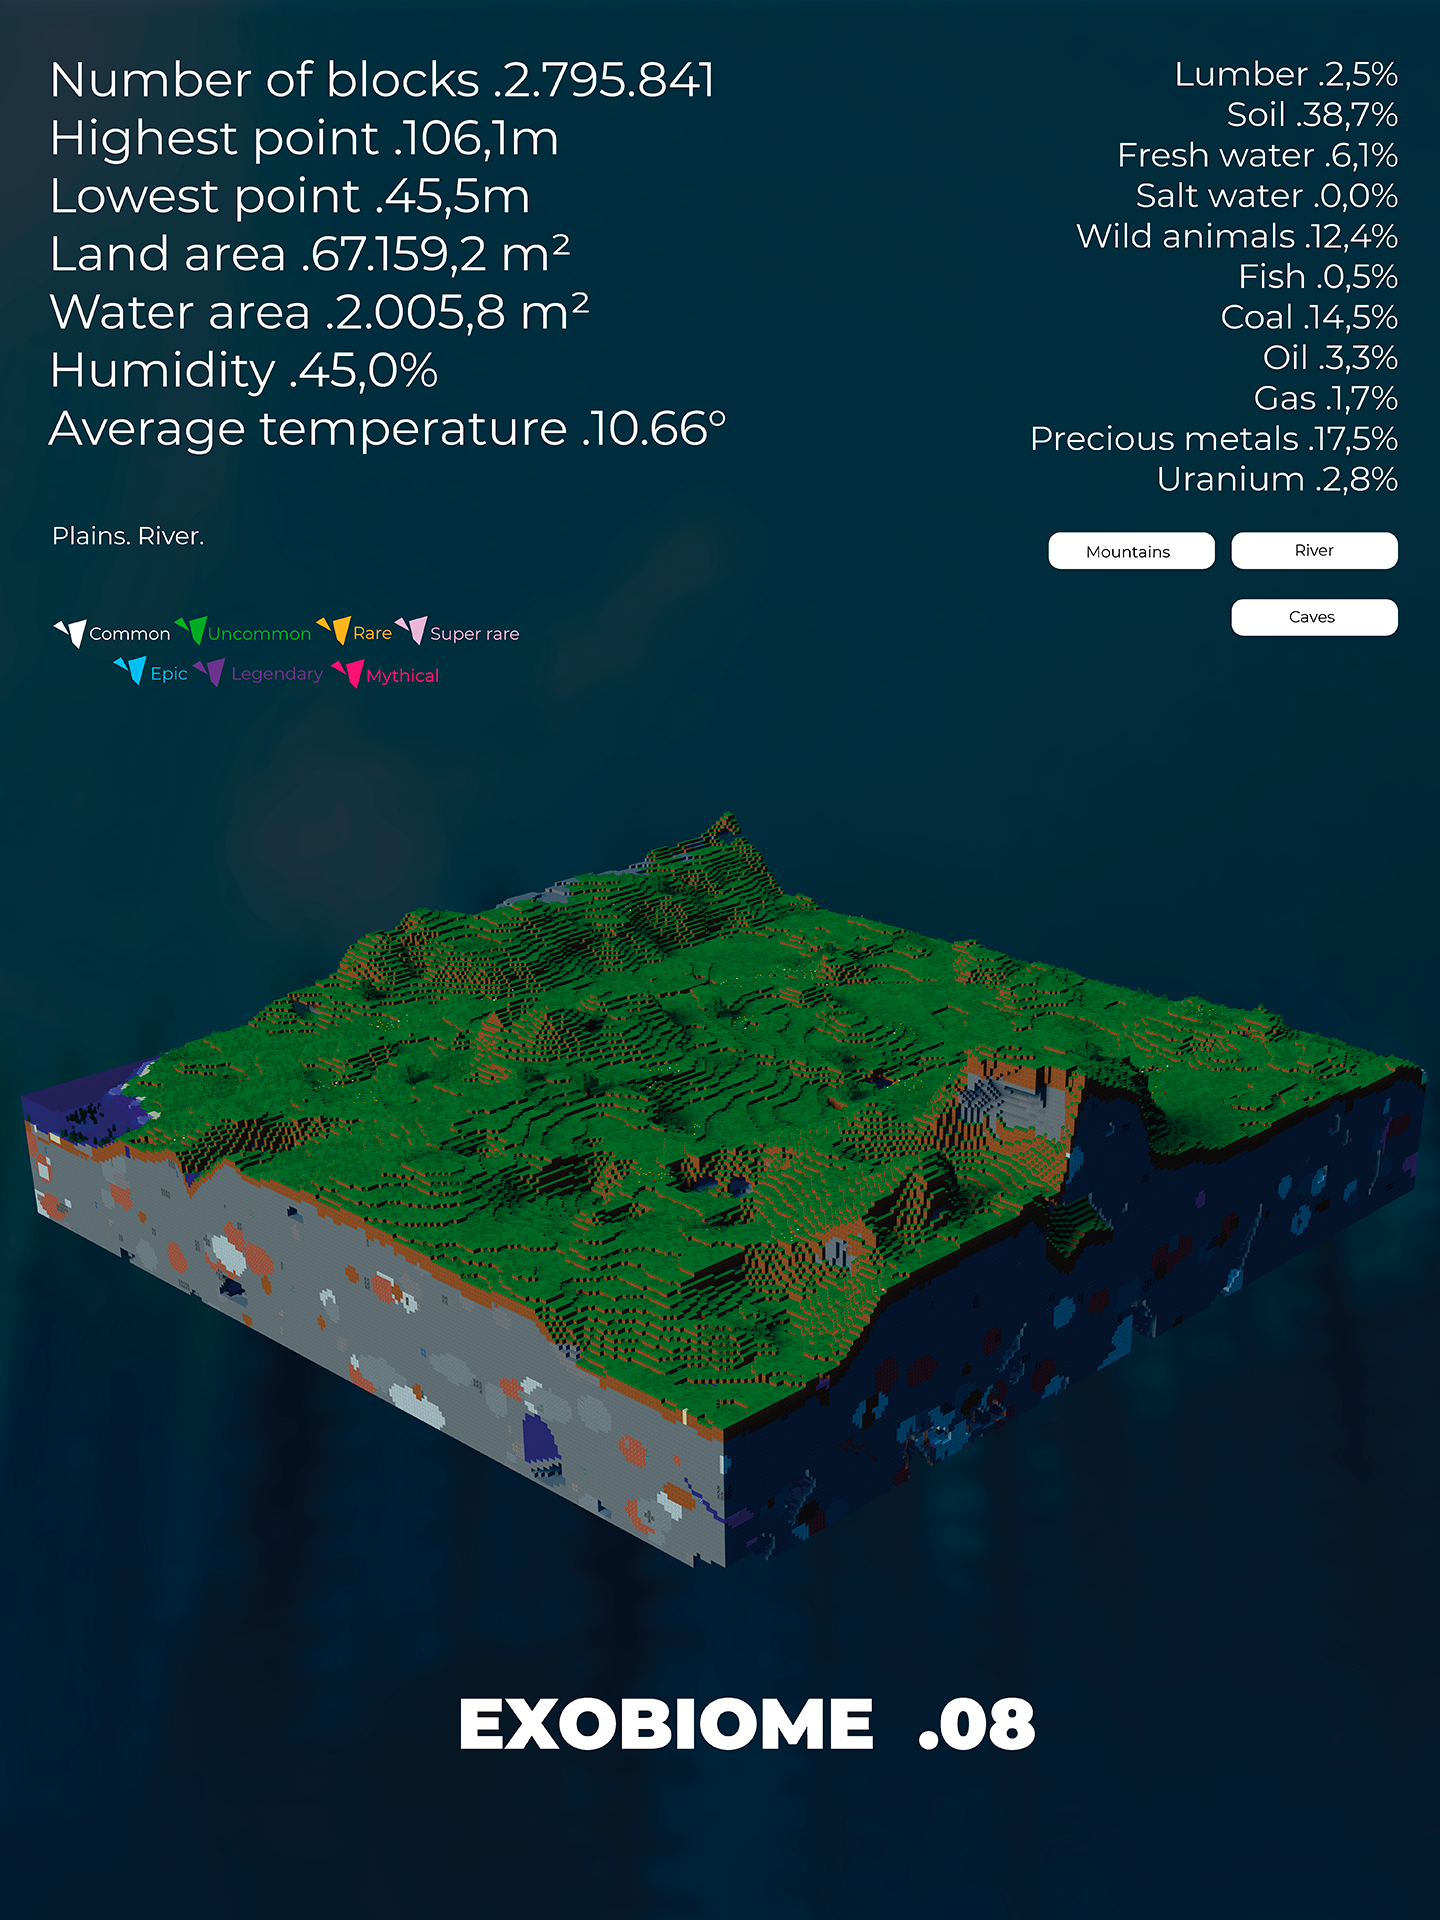 Number of blocks .2.795.841
Highest point .106,1m
Lowest point .45,5m
Land area .67.159,2 m²
Water area .2.005,8 m²
Humidity .45,0%
Average temperature .10.66°
Plains. River.
Common Uncommon Rare Super rare
Epic Legendary Mythical
Lumber .2,5%
Soil .38,7%
Fresh water .6,1%
Salt water .0,0%
Wild animals .12,4%
Fish .0,5%
Coal .14,5%
Oil .3,3%
Gas .1,7%
Precious metals .17,5%
Uranium .2,8%
Mountains River
Caves
EXOBIOME .08